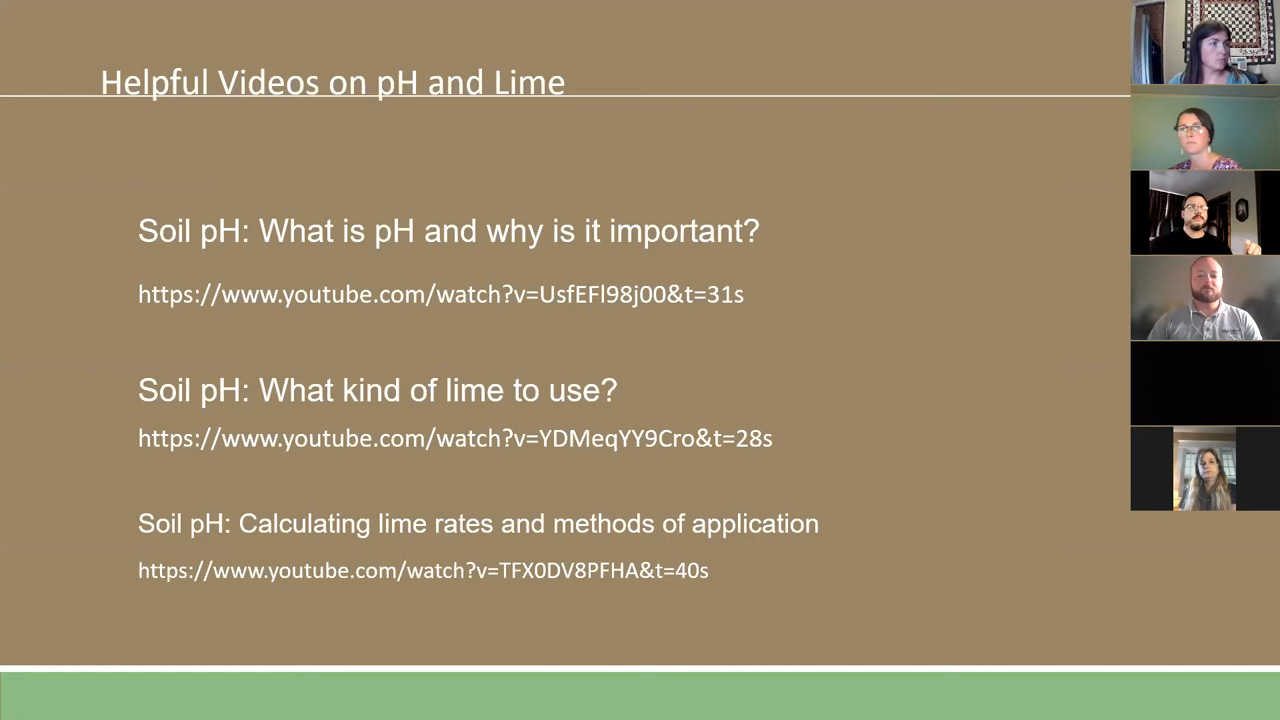 Helpful Videos on pH and Lime
Soil pH: What is pH and why is it important?
https://www.youtube.com/watch?v=UsfEFl98j00&t=31s
Soil pH: What kind of lime to use?
https://www.youtube.com/watch?v=YDMeqYY9Cro&t=28s
Soil pH: Calculating lime rates and methods of application
https://www.youtube.com/watch?v=TFX0DV8PFHA&t=40s